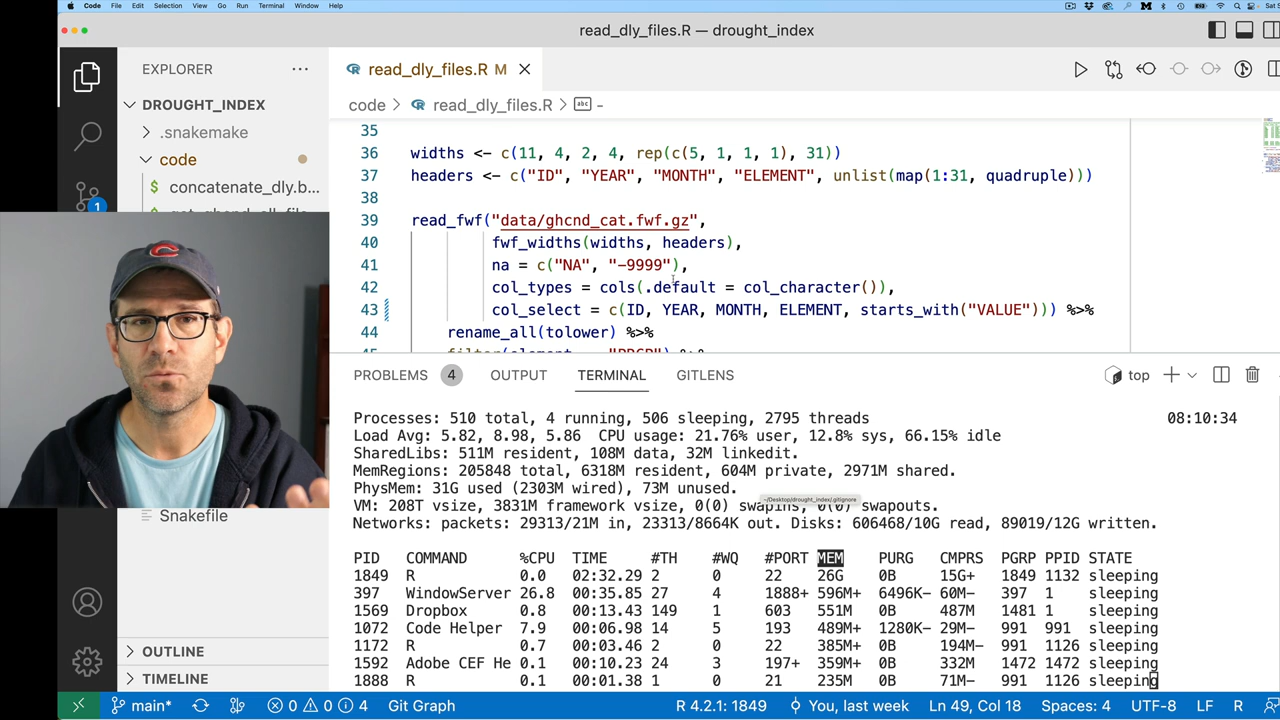 Code File Edit Selection View Go Run Terminal Window Help
read_dly_files.R — drought_index
EXPLORER
read_dly_files.R M
DROUGHT_INDEX
code > read_dly_files.R > abc -
.snakemake
code
concatenate_dly.b...
1
Snakefile
OUTLINE
TIMELINE
35
36 widths <- c(11, 4, 2, 4, rep(c(5, 1, 1, 1), 31))
37 headers <- c("ID", "YEAR", "MONTH", "ELEMENT", unlist(map(1:31, quadruple)))
38
39 read_fwf("data/ghcnd_cat.fwf.gz",
40 fwf_widths(widths, headers),
41 na = c("NA", "-9999"),
42 col_types = cols(.default = col_character()),
43 col_select = c(ID, YEAR, MONTH, ELEMENT, starts_with("VALUE"))) %>%
44 rename_all(tolower) %>%
PROBLEMS 4 OUTPUT TERMINAL GITLENS
top
Processes: 510 total, 4 running, 506 sleeping, 2795 threads 08:10:34
Load Avg: 5.82, 8.98, 5.86 CPU usage: 21.76% user, 12.8% sys, 66.15% idle
SharedLibs: 511M resident, 108M data, 32M linkedit.
MemRegions: 205848 total, 6318M resident, 604M private, 2971M shared.
PhysMem: 31G used (2303M wired), 73M unused.
~/Desktop/drought_index/.gitignore
VM: 208T vsize, 3831M framework vsize, 0(0) swapins, 0(0) swapouts.
Networks: packets: 29313/21M in, 23313/8664K out. Disks: 606468/10G read, 89019/12G written.
PID COMMAND %CPU TIME #TH #WQ #PORT MEM PURG CMPRS PGRP PPID STATE
1849 R 0.0 02:32.29 2 0 22 26G 0B 15G+ 1849 1132 sleeping
397 WindowServer 26.8 00:35.85 27 4 1888+ 596M+ 6496K- 60M- 397 1 sleeping
1569 Dropbox 0.8 00:13.43 149 1 603 551M 0B 487M 1481 1 sleeping
1072 Code Helper 7.9 00:06.98 14 5 193 489M+ 1280K- 29M- 991 991 sleeping
1172 R 0.7 00:03.46 2 0 22 385M+ 0B 194M- 991 1126 sleeping
1592 Adobe CEF He 0.1 00:10.23 24 3 197+ 359M+ 0B 332M 1472 1472 sleeping
1888 R 0.1 00:01.38 1 0 21 235M 0B 71M- 991 1126 sleeping
main* 0 0 4 Git Graph R 4.2.1: 1849 You, last week Ln 49, Col 18 Spaces: 4 UTF-8 LF R